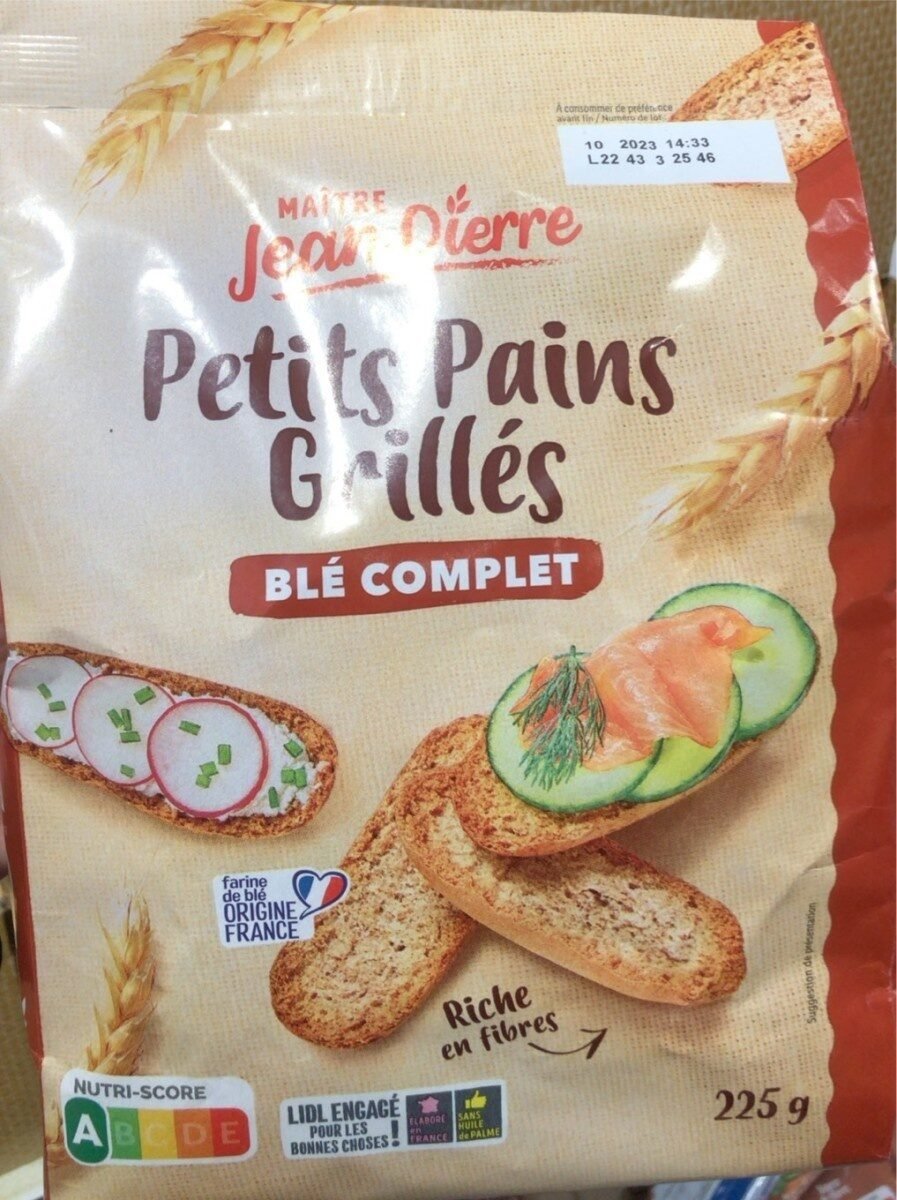 À consommer de préférence
avant fin / Numéro de lot
10 2023 14:33
L22 43 3 25 46
MAÎTRE
Jean Pierre
Petits Pains
Grillés
BLÉ COMPLET
farine
de blé
ORIGINE
FRANCE
Riche
en fibres
Suggestion de présentation
NUTRI-SCORE
A B C D E
LIDL ENGAGÉ
POUR LES
BONNES CHOSES !
ÉLABORÉ
en
FRANCE
SANS
HUILE
de PALME
225 g